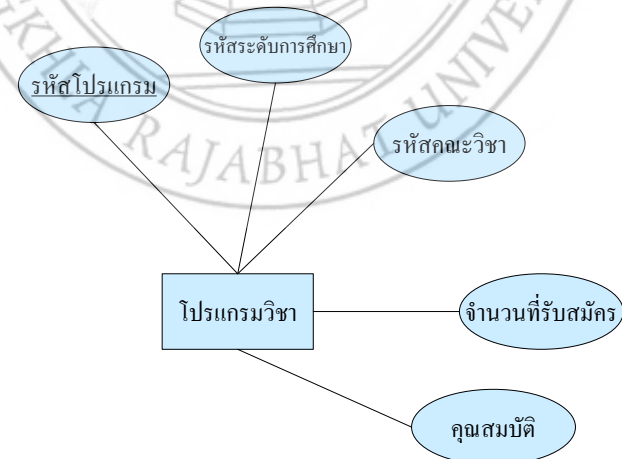 รหัสระดับการศึกษา
รหัสโปรแกรม
รหัสคณะวิชา
RAJABHAT UNIVER
โปรแกรมวิชา
จำนวนที่รับสมัคร
คุณสมบัติ